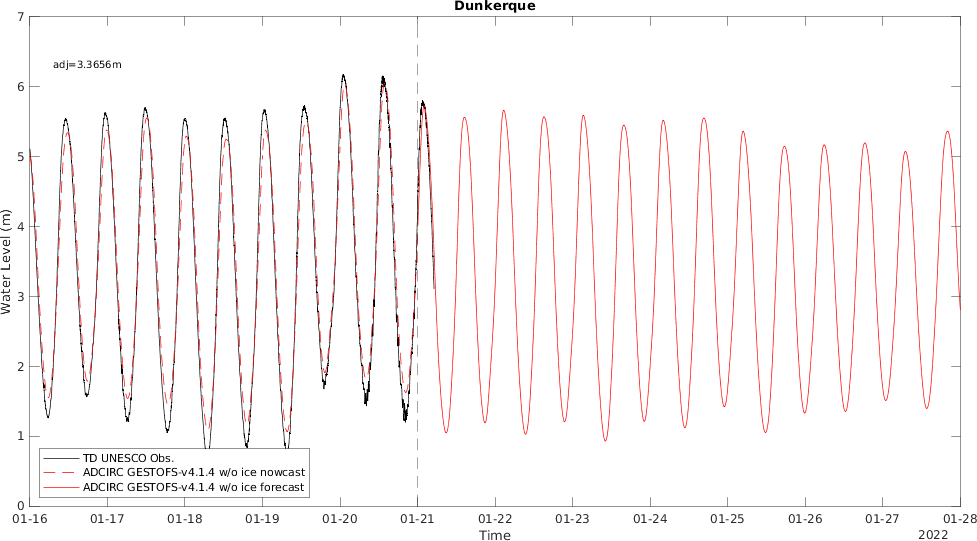 Dunkerque
adj=3.3656m
Water Level (m)
7
6
5
4
3
2
1
0
TD UNESCO Obs.
ADCIRC GESTOFS-v4.1.4 w/o ice nowcast
ADCIRC GESTOFS-v4.1.4 w/o ice forecast
01-16 01-17 01-18 01-19 01-20 01-21 01-22 01-23 01-24 01-25 01-26 01-27 01-28
Time
2022